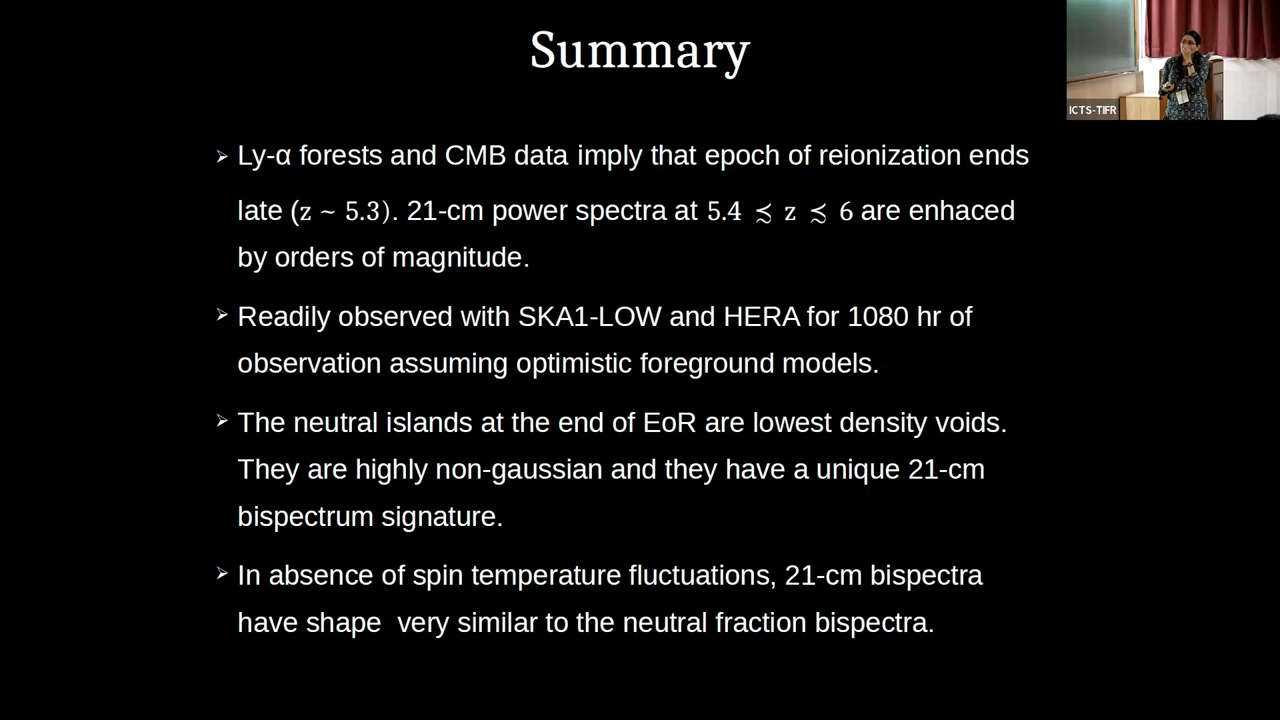 Summary
ICTS-TIFR
➢ Ly-α forests and CMB data imply that epoch of reionization ends
late (z ~ 5.3). 21-cm power spectra at 5.4 ⪅ z ⪅ 6 are enhaced
by orders of magnitude.
➢ Readily observed with SKA1-LOW and HERA for 1080 hr of
observation assuming optimistic foreground models.
➢ The neutral islands at the end of EoR are lowest density voids.
They are highly non-gaussian and they have a unique 21-cm
bispectrum signature.
➢ In absence of spin temperature fluctuations, 21-cm bispectra
have shape  very similar to the neutral fraction bispectra.